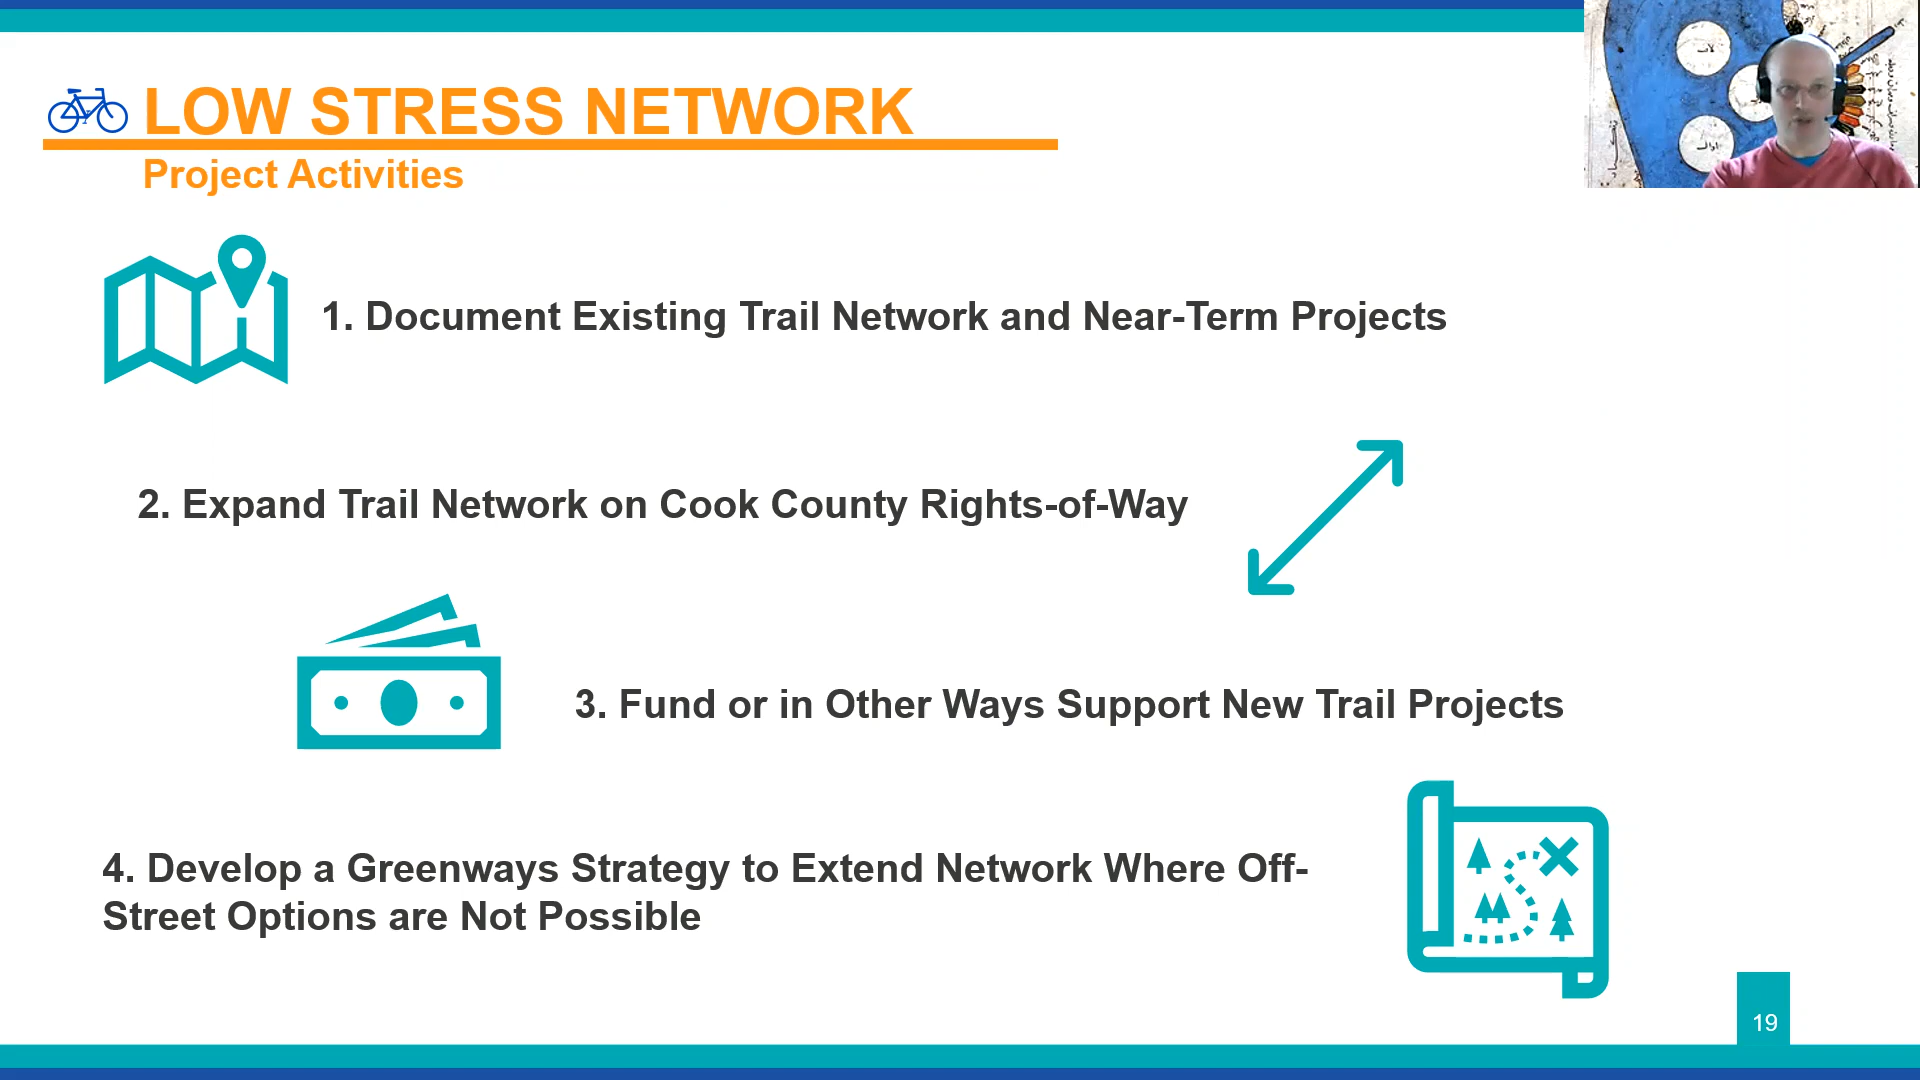 LOW STRESS NETWORK
Project Activities
1. Document Existing Trail Network and Near-Term Projects
2. Expand Trail Network on Cook County Rights-of-Way
3. Fund or in Other Ways Support New Trail Projects
4. Develop a Greenways Strategy to Extend Network Where Off-
Street Options are Not Possible
19